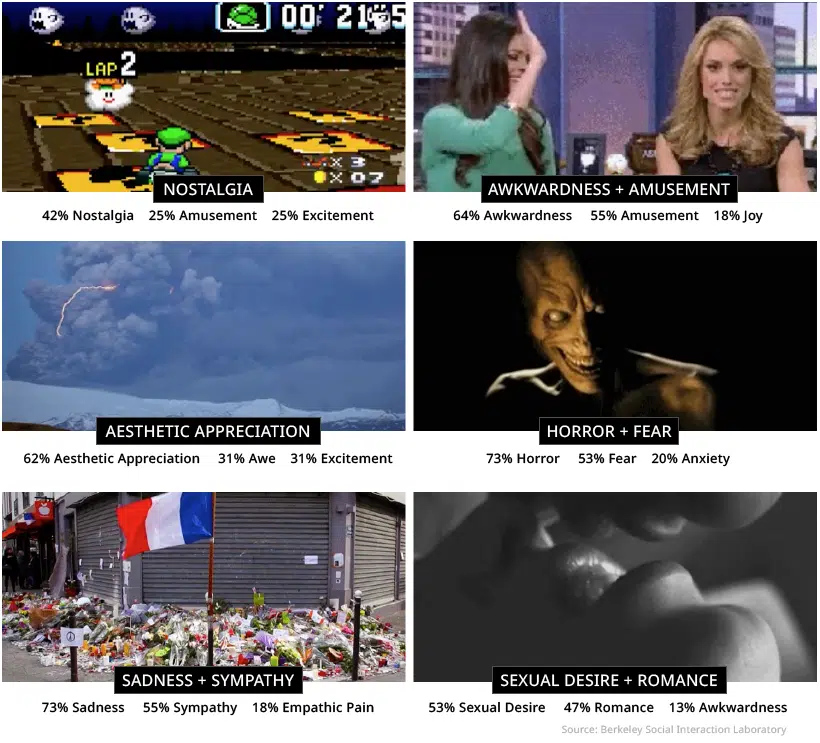 LAP 2
X 3
X 07
NOSTALGIA
42% Nostalgia 25% Amusement 25% Excitement
AWKWARDNESS + AMUSEMENT
64% Awkwardness 55% Amusement 18% Joy
AESTHETIC APPRECIATION
62% Aesthetic Appreciation 31% Awe 31% Excitement
HORROR + FEAR
73% Horror 53% Fear 20% Anxiety
SADNESS + SYMPATHY
73% Sadness 55% Sympathy 18% Empathic Pain
SEXUAL DESIRE + ROMANCE
53% Sexual Desire 47% Romance 13% Awkwardness
Source: Berkeley Social Interaction Laboratory